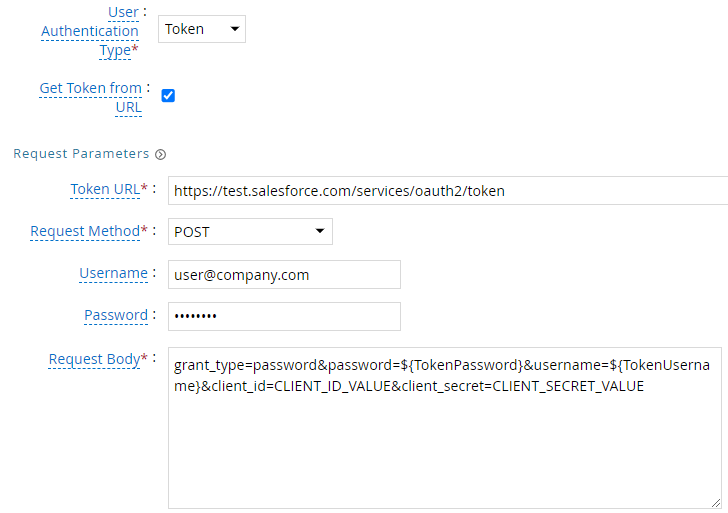 User :
Authentication
Type*
Token
Get Token from :
URL
Request Parameters
Token URL* : https://test.salesforce.com/services/oauth2/token
Request Method* : POST
Username : user@company.com
Password : ••••••••
Request Body* : grant_type=password&password=${TokenPassword}&username=${TokenUserna
me}&client_id=CLIENT_ID_VALUE&client_secret=CLIENT_SECRET_VALUE